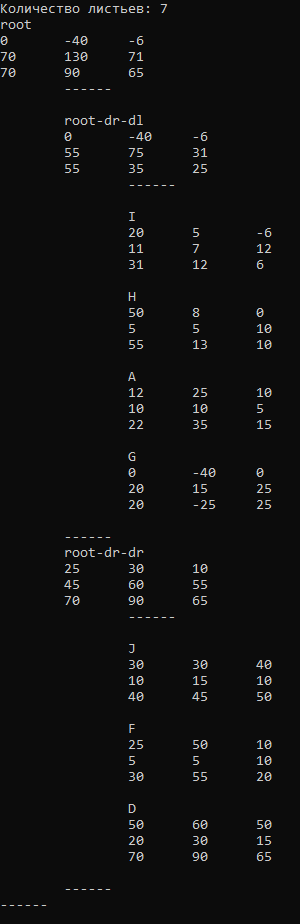 Количество листьев: 7
root
0 -40 -6
70 130 71
70 90 65
------
root-dr-dl
0 -40 -6
55 75 31
55 35 25
------
I
20 5 -6
11 7 12
31 12 6
H
50 8 0
5 5 10
55 13 10
A
12 25 10
10 10 5
22 35 15
G
0 -40 0
20 15 25
20 -25 25
------
root-dr-dr
25 30 10
45 60 55
70 90 65
------
J
30 30 40
10 15 10
40 45 50
F
25 50 10
5 5 10
30 55 20
D
50 60 50
20 30 15
70 90 65
------
------